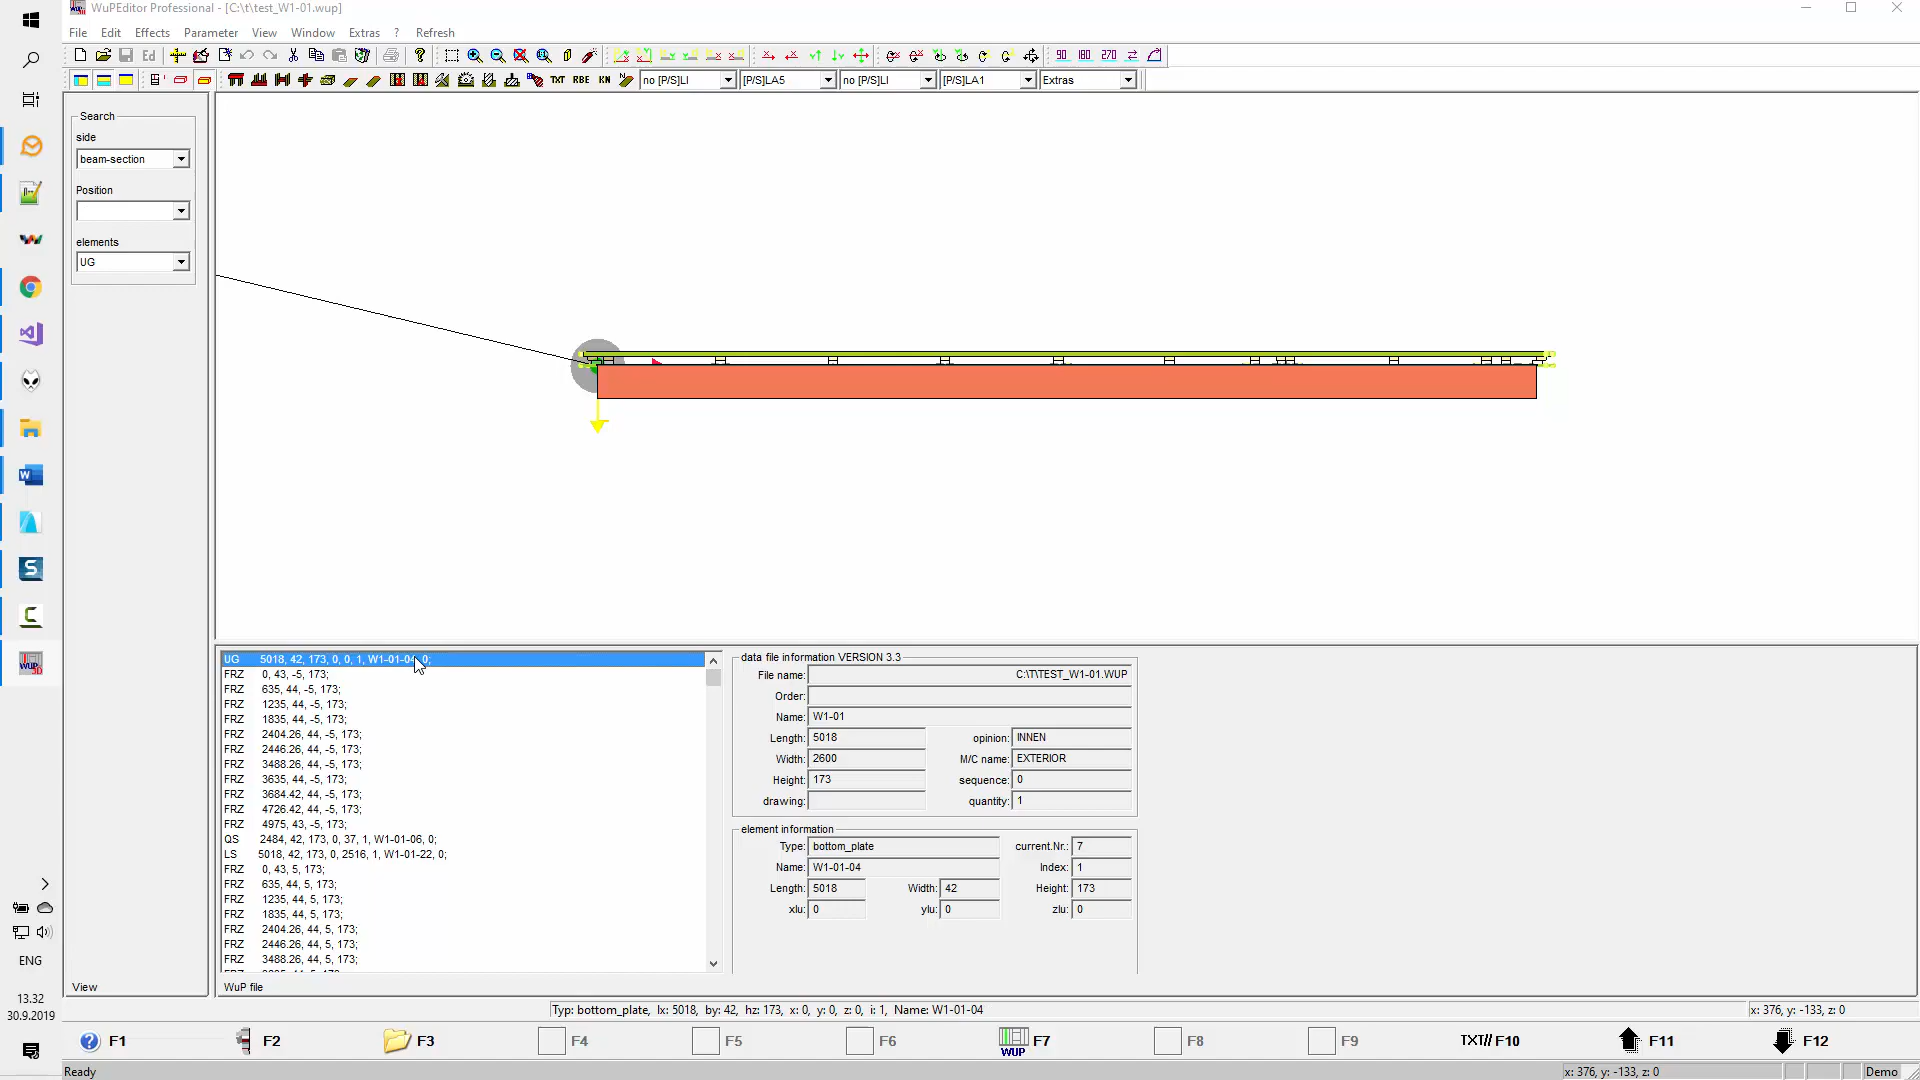 WuPEditor Professional - [C:\t\test_W1-01.wup]
File Edit Effects Parameter View Window Extras ? Refresh
Ed 90 180 270
TXT RBE KN no [P/S]LI [P/S]LA5 no [P/S]LI [P/S]LA1 Extras
Search
side
beam-section
Position
elements
UG
View
UG 5018, 42, 173, 0, 0, 1, W1-01-04, 0;
FRZ 0, 43, -5, 173;
FRZ 635, 44, -5, 173;
FRZ 1235, 44, -5, 173;
FRZ 1835, 44, -5, 173;
FRZ 2404.26, 44, -5, 173;
FRZ 2446.26, 44, -5, 173;
FRZ 3488.26, 44, -5, 173;
FRZ 3635, 44, -5, 173;
FRZ 3684.42, 44, -5, 173;
FRZ 4726.42, 44, -5, 173;
FRZ 4975, 43, -5, 173;
QS 2484, 42, 173, 0, 37, 1, W1-01-06, 0;
LS 5018, 42, 173, 0, 2516, 1, W1-01-22, 0;
FRZ 0, 43, 5, 173;
FRZ 635, 44, 5, 173;
FRZ 1235, 44, 5, 173;
FRZ 1835, 44, 5, 173;
FRZ 2404.26, 44, 5, 173;
FRZ 2446.26, 44, 5, 173;
FRZ 3488.26, 44, 5, 173;
WuP file
data file information VERSION 3.3
File name: C:\T\TEST_W1-01.WUP
Order:
Name: W1-01
Length: 5018 opinion: INNEN
Width: 2600 M/C name: EXTERIOR
Height: 173 sequence: 0
drawing: quantity: 1
element information
Type: bottom_plate current.Nr.: 7
Name: W1-01-04 Index: 1
Length: 5018 Width: 42 Height: 173
xlu: 0 ylu: 0 zlu: 0
Typ: bottom_plate, lx: 5018, by: 42, hz: 173, x: 0, y: 0, z: 0, i: 1, Name: W1-01-04
x: 376, y: -133, z: 0
F1 F2 F3 F4 F5 F6 WUP F7 F8 F9 TXT// F10 F11 F12
Ready
x: 376, y: -133, z: 0
Demo
ENG
13.32
30.9.2019